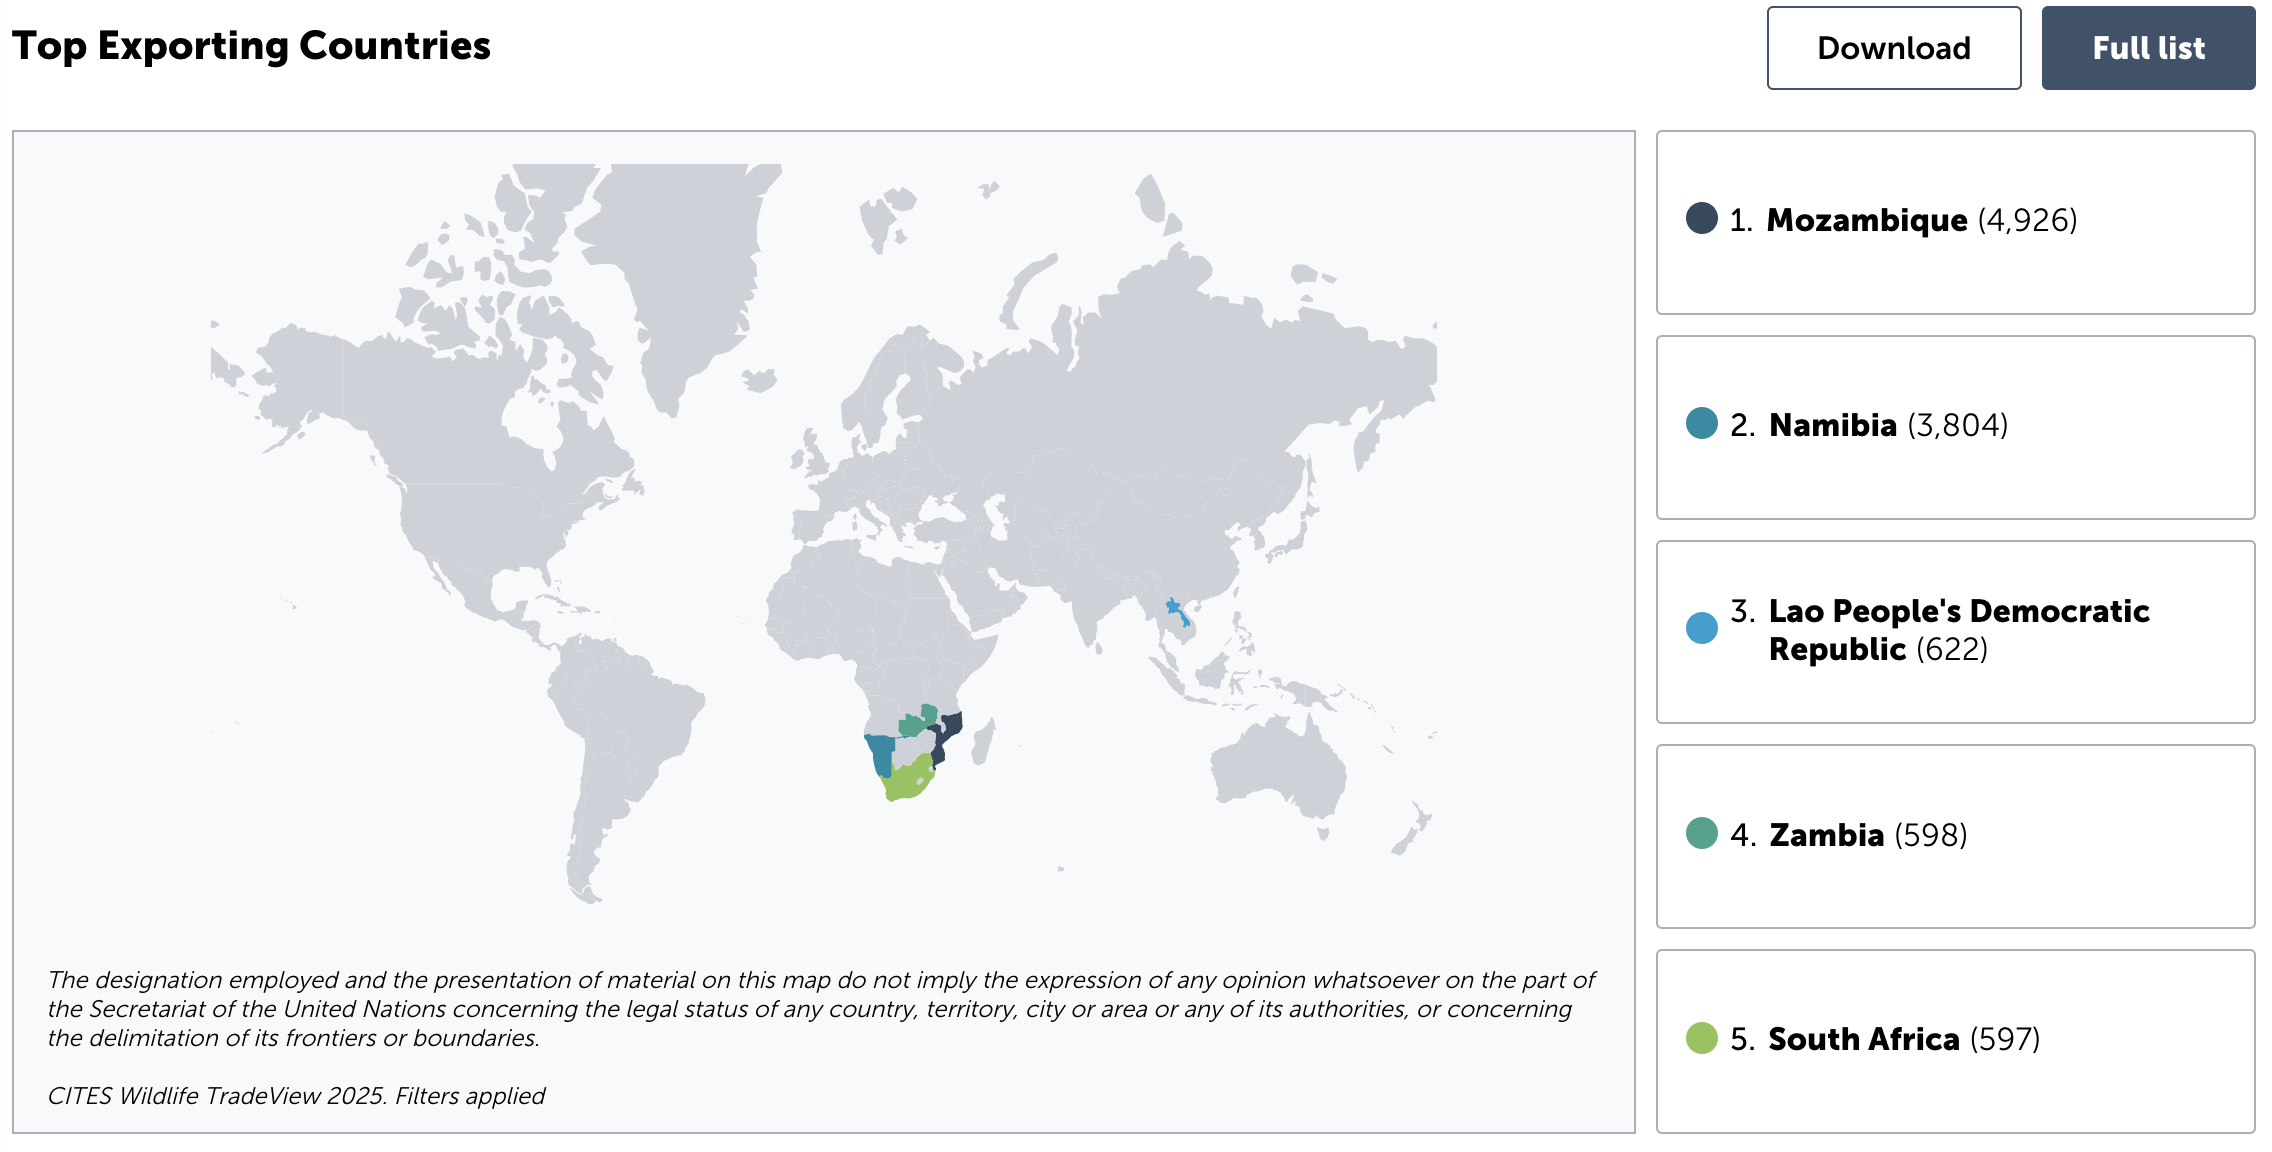 Top Exporting Countries
Download
Full list
1. Mozambique (4,926)
2. Namibia (3,804)
3. Lao People's Democratic
Republic (622)
4. Zambia (598)
5. South Africa (597)
The designation employed and the presentation of material on this map do not imply the expression of any opinion whatsoever on the part of
the Secretariat of the United Nations concerning the legal status of any country, territory, city or area or any of its authorities, or concerning
the delimitation of its frontiers or boundaries.
CITES Wildlife TradeView 2025. Filters applied